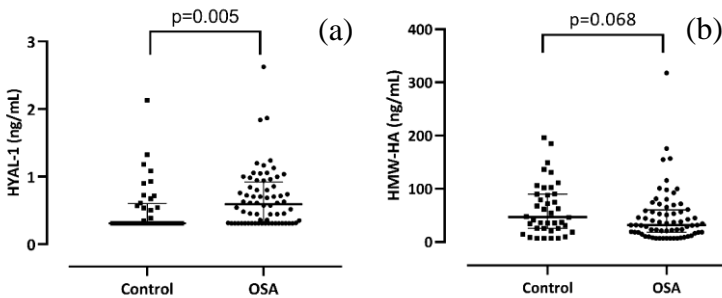 p=0.005
(a)
HYAL-1 (ng/mL)
3
2
1
0
Control
OSA
p=0.068
(b)
HMW-HA (ng/mL)
400
300
200
100
0
Control
OSA